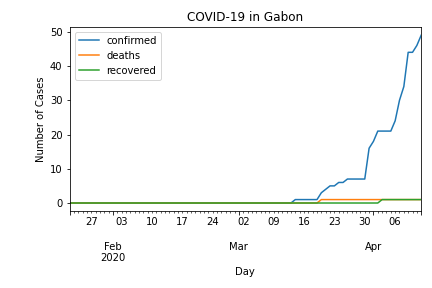 COVID-19 in Gabon
confirmed
deaths
recovered
Number of Cases
50
40
30
20
10
0
27 03 10 17 24 02 09 16 23 30 06
Feb Mar Apr
2020
Day